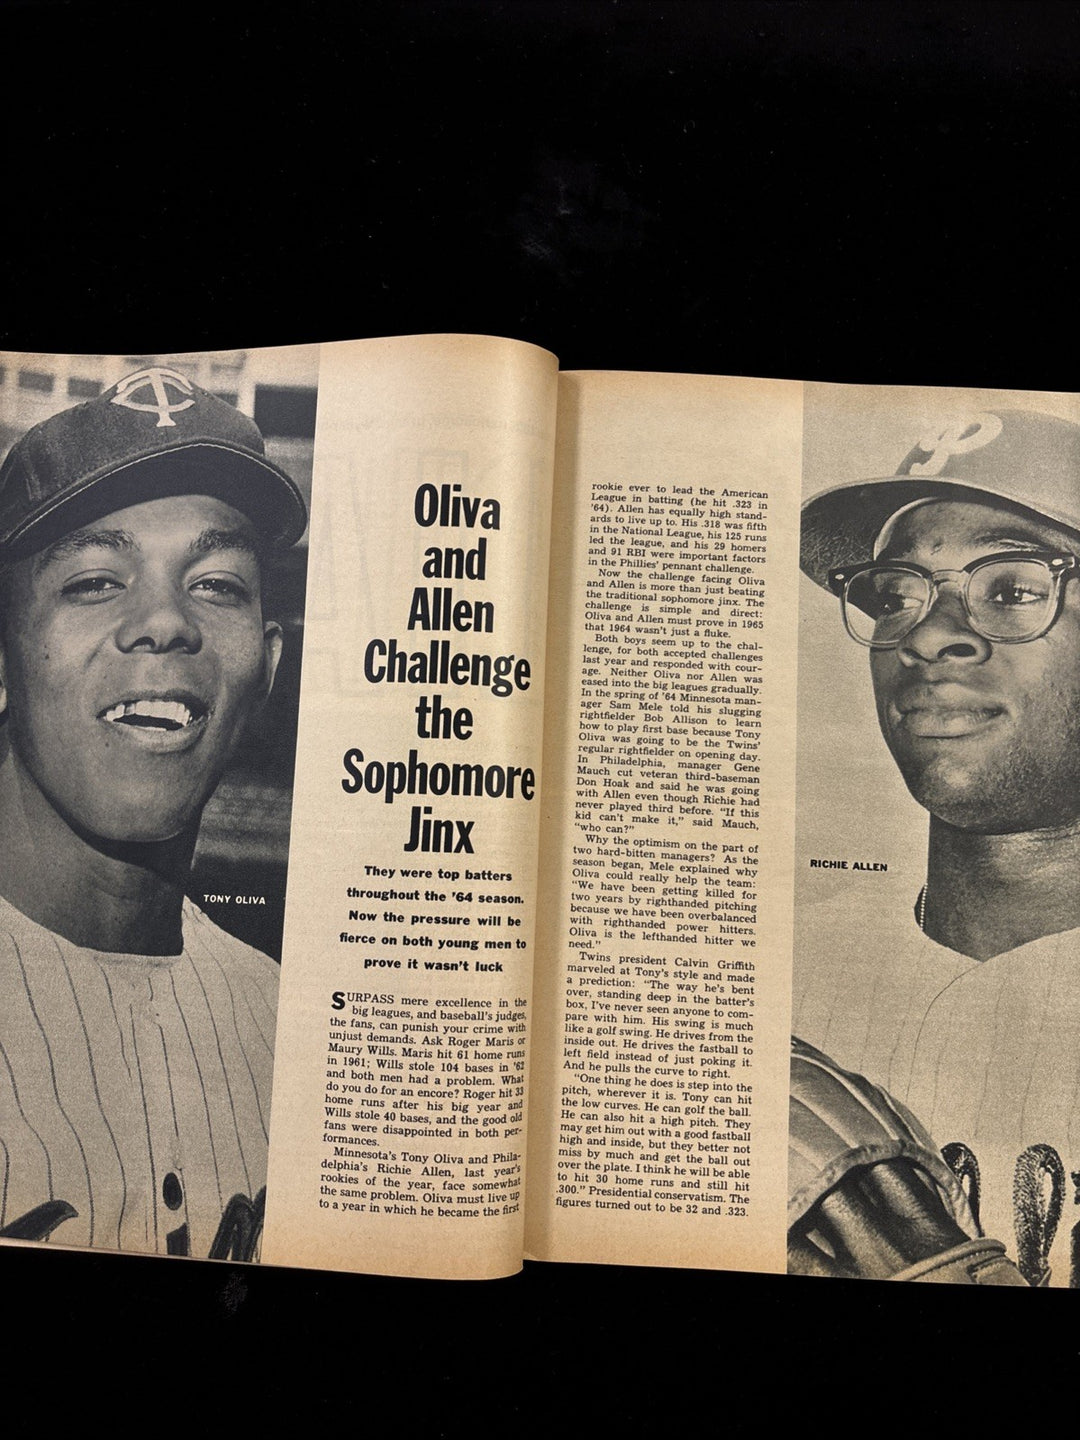 TC
TONY OLIVA
Oliva
and
Allen
Challenge
the
Sophomore
Jinx
They were top batters
throughout the '64 season.
Now the pressure will be
fierce on both young men to
prove it wasn't luck
SURPASS mere excellence in the
big leagues, and baseball's judges,
the fans, can punish your crime with
unjust demands. Ask Roger Maris or
Maury Wills. Maris hit 61 home runs
in 1961; Wills stole 104 bases in '62
and both men had a problem. What
do you do for an encore? Roger hit 33
home runs after his big year and
Wills stole 40 bases, and the good old
fans were disappointed in both per-
formances.
Minnesota's Tony Oliva and Phila-
delphia's Richie Allen, last year's
rookies of the year, face somewhat
the same problem. Oliva must live up
to a year in which he became the first
rookie ever to lead the American
League in batting (he hit .323 in
'64). Allen has equally high stand-
ards to live up to. His .318 was fifth
in the National League, his 125 runs
led the league, and his 29 homers
and 91 RBI were important factors
in the Phillies' pennant challenge.
Now the challenge facing Oliva
and Allen is more than just beating
the traditional sophomore jinx. The
challenge is simple and direct:
Oliva and Allen must prove in 1965
that 1964 wasn't just a fluke.
Both boys seem up to the chal-
lenge, for both accepted challenges
last year and responded with cour-
age. Neither Oliva nor Allen was
eased into the big leagues gradually.
In the spring of '64 Minnesota man-
ager Sam Mele told his slugging
rightfielder Bob Allison to learn
how to play first base because Tony
Oliva was going to be the Twins'
regular rightfielder on opening day.
In Philadelphia, manager Gene
Mauch cut veteran third-baseman
Don Hoak and said he was going
with Allen even though Richie had
never played third before. "If this
kid can't make it," said Mauch,
"who can?"
Why the optimism on the part of
two hard-bitten managers? As the
season began, Mele explained why
Oliva could really help the team:
"We have been getting killed for
two years by righthanded pitching
because we have been overbalanced
with righthanded power hitters.
Oliva is the lefthanded hitter we
need."
Twins president Calvin Griffith
marveled at Tony's style and made
a prediction: "The way he's bent
over, standing deep in the batter's
box, I've never seen anyone to com-
pare with him. His swing is much
like a golf swing. He drives from the
inside out. He drives the fastball to
left field instead of just poking it.
And he pulls the curve to right.
"One thing he does is step into the
pitch, wherever it is. Tony can hit
the low curves. He can golf the ball.
He can also hit a high pitch. They
may get him out with a good fastball
high and inside, but they better not
miss by much and get the ball out
over the plate. I think he will be able
to hit 30 home runs and still hit
.300." Presidential conservatism. The
figures turned out to be 32 and .323.
P
RICHIE ALLEN